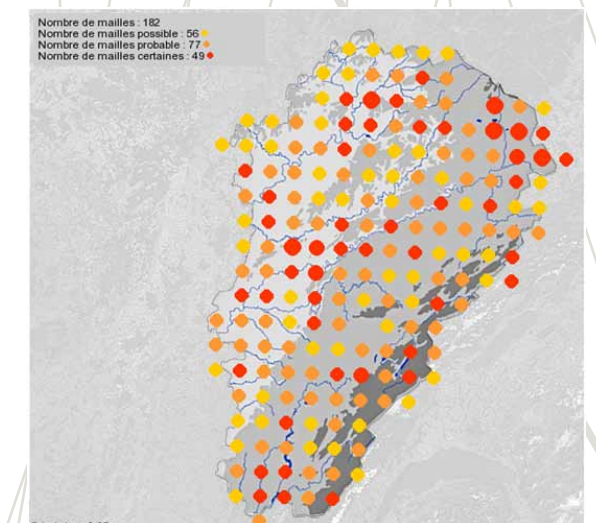 Nombre de mailles : 182
Nombre de mailles possible : 56
Nombre de mailles probable : 77
Nombre de mailles certaines : 49